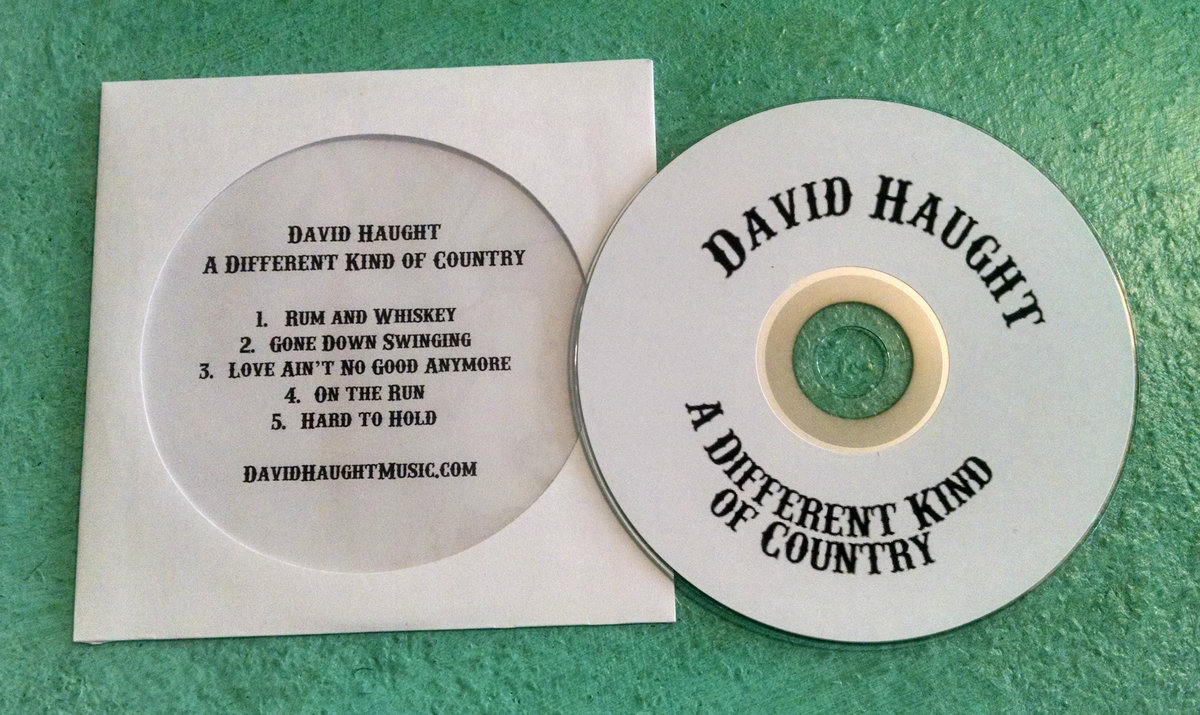 David Haught
A Different Kind of Country
1. Rum and Whiskey
2. Gone Down Swinging
3. Love Ain't No Good Anymore
4. On the Run
5. Hard to Hold
DavidHaughtMusic.com
David Haught
A Different Kind
of Country